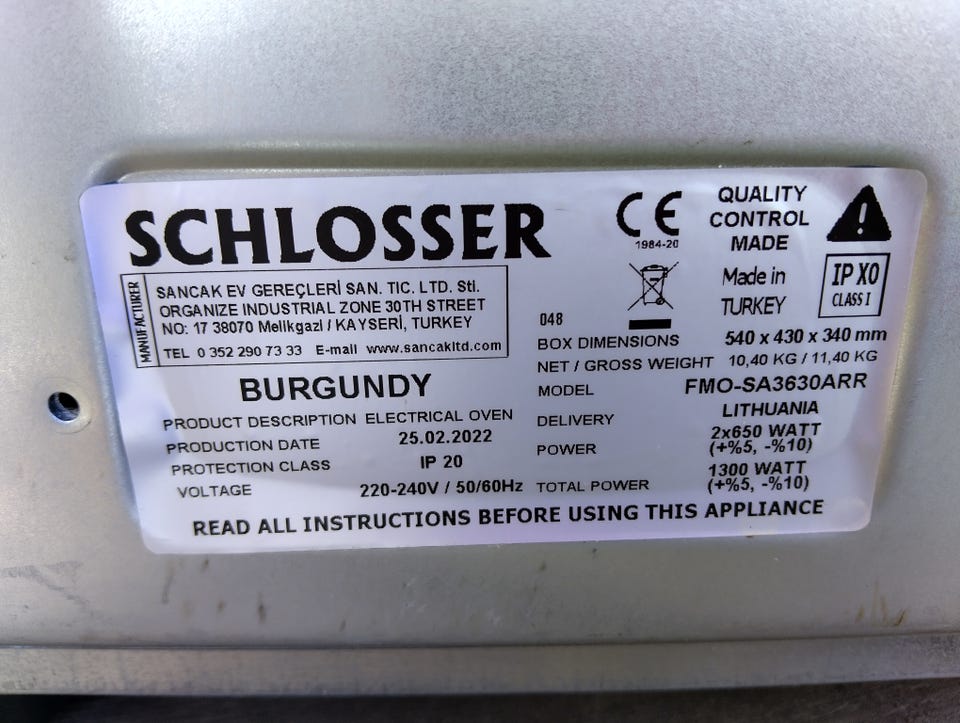 SCHLOSSER
MANUFACTURER
SANCAK EV GEREÇLERİ SAN. TIC. LTD. Stl.
ORGANIZE INDUSTRIAL ZONE 30TH STREET
NO: 17 38070 Melikgazl / KAYSERİ, TURKEY
TEL 0 352 290 73 33 E-mall www.sancakltd.com
BURGUNDY
PRODUCT DESCRIPTION ELECTRICAL OVEN
PRODUCTION DATE 25.02.2022
PROTECTION CLASS IP 20
VOLTAGE 220-240V / 50/60Hz
CE
1984-20
QUALITY
CONTROL
MADE
Made in
TURKEY
IP X0
CLASS I
048
BOX DIMENSIONS 540 x 430 x 340 mm
NET / GROSS WEIGHT 10,40 KG / 11,40 KG
MODEL FMO-SA3630ARR
DELIVERY LITHUANIA
POWER 2x650 WATT
(+%5, -%10)
TOTAL POWER 1300 WATT
(+%5, -%10)
READ ALL INSTRUCTIONS BEFORE USING THIS APPLIANCE